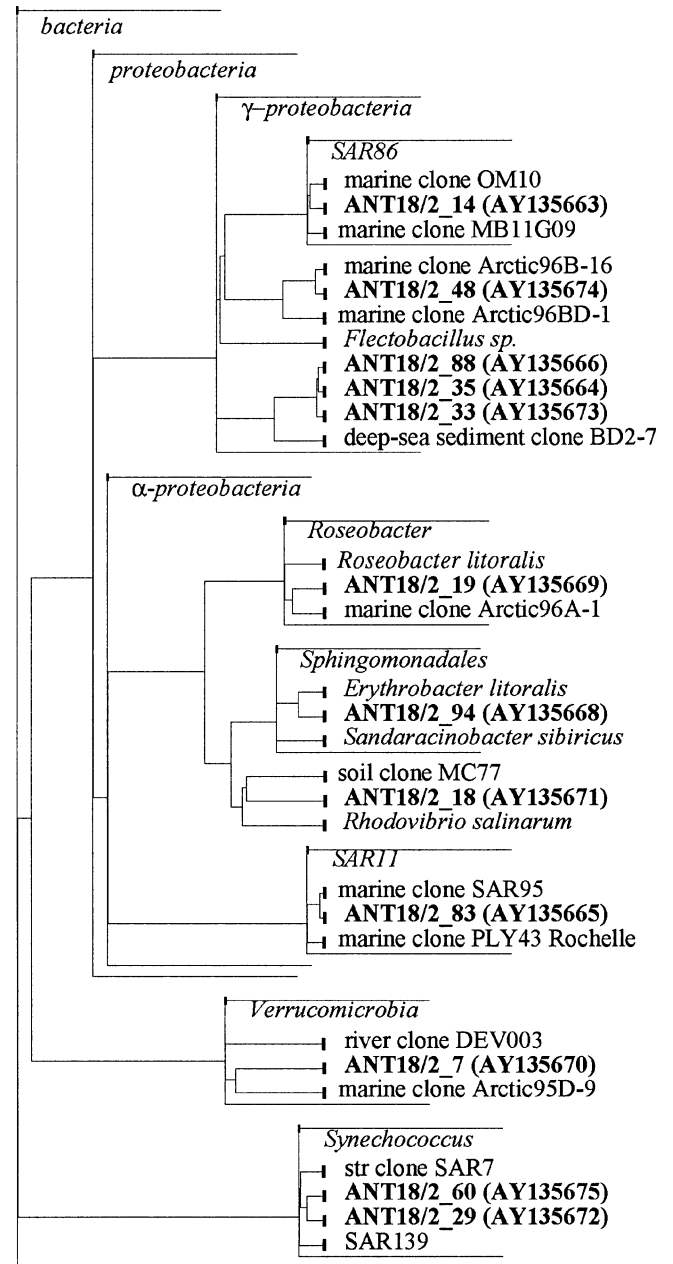 bacteria
proteobacteria
γ–proteobacteria
SAR86
marine clone OM10
ANT18/2_14 (AY135663)
marine clone MB11G09
marine clone Arctic96B-16
ANT18/2_48 (AY135674)
marine clone Arctic96BD-1
Flectobacillus sp.
ANT18/2_88 (AY135666)
ANT18/2_35 (AY135664)
ANT18/2_33 (AY135673)
deep-sea sediment clone BD2-7
α-proteobacteria
Roseobacter
Roseobacter litoralis
ANT18/2_19 (AY135669)
marine clone Arctic96A-1
Sphingomonadales
Erythrobacter litoralis
ANT18/2_94 (AY135668)
Sandaracinobacter sibiricus
soil clone MC77
ANT18/2_18 (AY135671)
Rhodovibrio salinarum
SAR11
marine clone SAR95
ANT18/2_83 (AY135665)
marine clone PLY43 Rochelle
Verrucomicrobia
river clone DEV003
ANT18/2_7 (AY135670)
marine clone Arctic95D-9
Synechococcus
str clone SAR7
ANT18/2_60 (AY135675)
ANT18/2_29 (AY135672)
SAR139